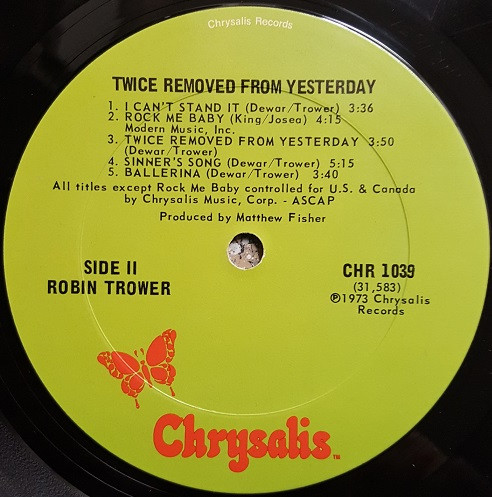 Chrysalis Records
TWICE REMOVED FROM YESTERDAY
1. I CAN'T STAND IT (Dewar/Trower) 3:36
2. ROCK ME BABY (King/Josea) 4:15
Modern Music, Inc.
3. TWICE REMOVED FROM YESTERDAY 3:50
(Dewar/Trower)
4. SINNER'S SONG (Dewar/Trower) 5:15
5. BALLERINA (Dewar/Trower) 3:40
All titles except Rock Me Baby controlled for U.S. & Canada
by Chrysalis Music, Corp. - ASCAP
Produced by Matthew Fisher
SIDE II
ROBIN TROWER
CHR 1039
(31,583)
℗1973 Chrysalis
Records
Chrysalis™